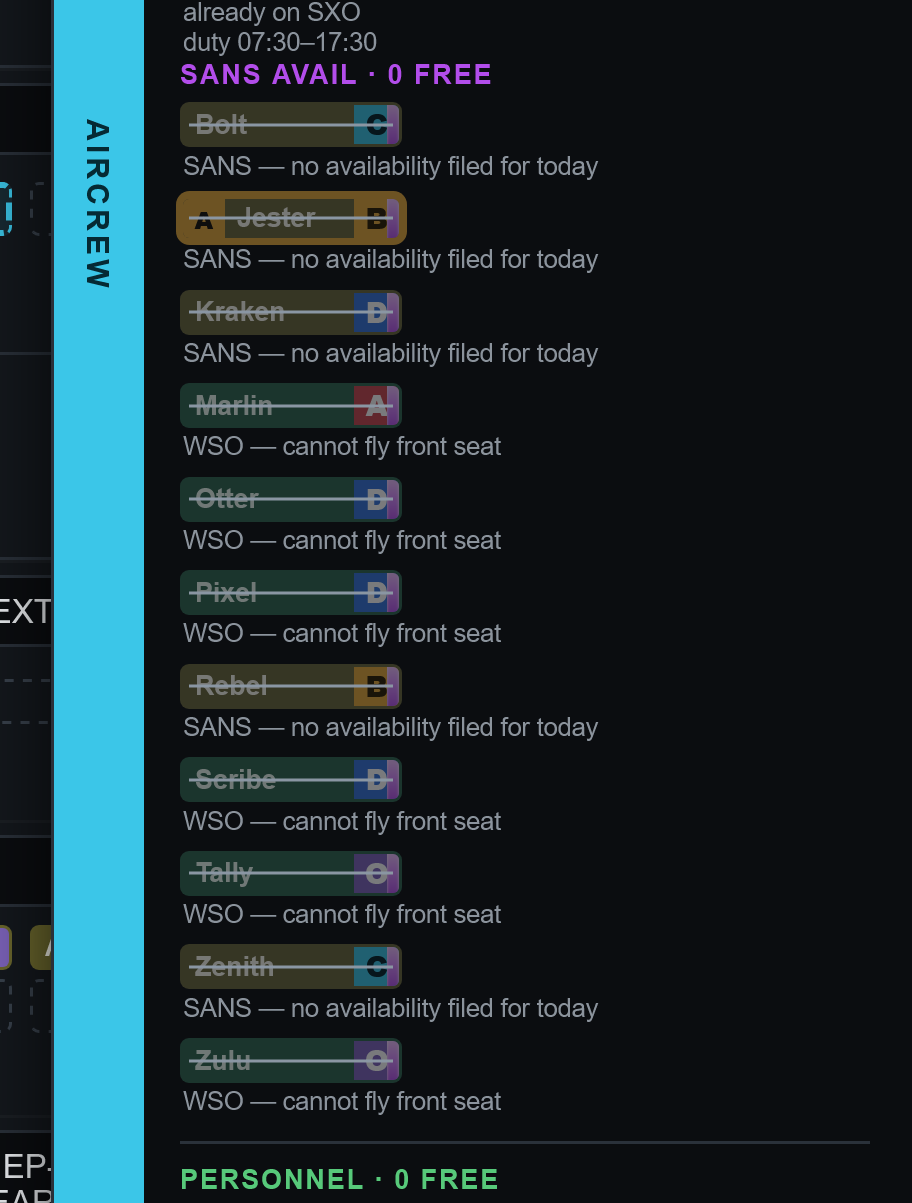 already on SXO
duty 07:30–17:30
SANS AVAIL · 0 FREE
Bolt C
SANS — no availability filed for today
A Jester B
SANS — no availability filed for today
Kraken D
SANS — no availability filed for today
Marlin A
WSO — cannot fly front seat
Otter D
WSO — cannot fly front seat
Pixel D
WSO — cannot fly front seat
Rebel B
SANS — no availability filed for today
Scribe D
WSO — cannot fly front seat
Tally O
WSO — cannot fly front seat
Zenith C
SANS — no availability filed for today
Zulu O
WSO — cannot fly front seat
PERSONNEL · 0 FREE
AIRCREW
EXT
EP-